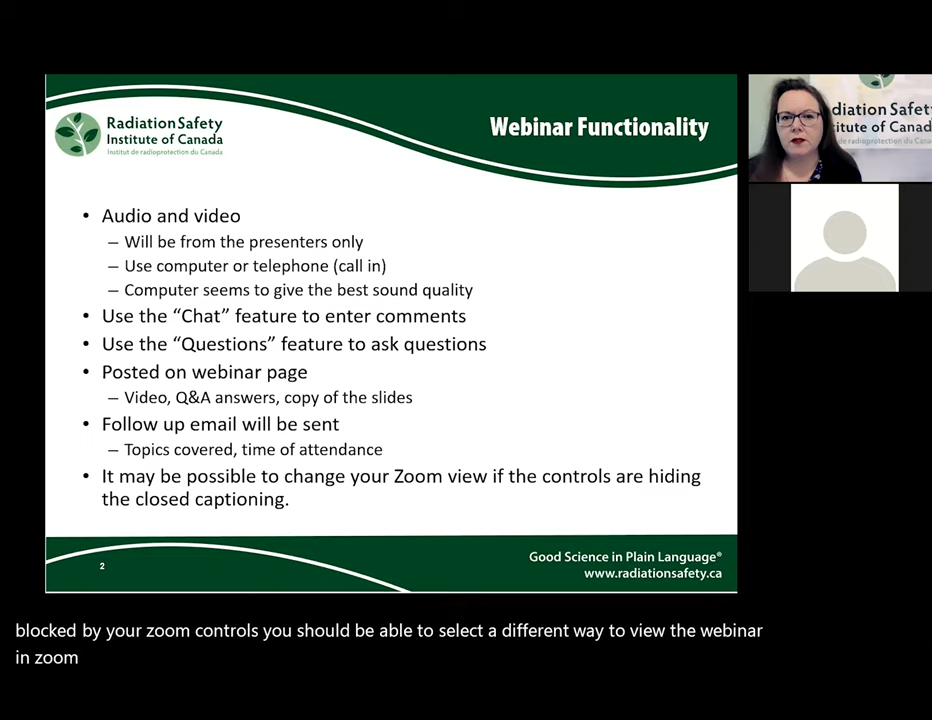 Radiation Safety
Institute of Canada
Institut de radioprotection du Canada
Webinar Functionality
diation Safet
titute of Canad
de radioprotection du Cana
• Audio and video
– Will be from the presenters only
– Use computer or telephone (call in)
– Computer seems to give the best sound quality
• Use the “Chat” feature to enter comments
• Use the “Questions” feature to ask questions
• Posted on webinar page
– Video, Q&A answers, copy of the slides
• Follow up email will be sent
– Topics covered, time of attendance
• It may be possible to change your Zoom view if the controls are hiding
the closed captioning.
2
Good Science in Plain Language®
www.radiationsafety.ca
blocked by your zoom controls you should be able to select a different way to view the webinar
in zoom